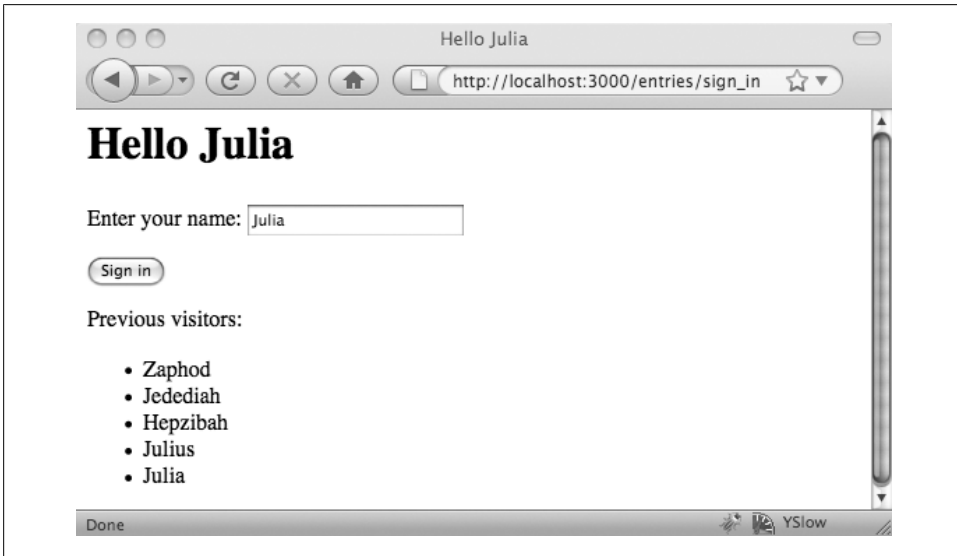 Hello Julia
http://localhost:3000/entries/sign_in
Hello Julia
Enter your name: Julia
Sign in
Previous visitors:
• Zaphod
• Jedediah
• Hepzibah
• Julius
• Julia
Done YSlow